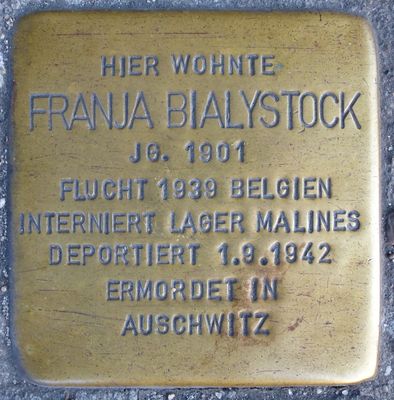 HIER WOHNTE
FRANJA BIALYSTOCK
JG. 1901
FLUCHT 1939 BELGIEN
INTERNIERT LAGER MALINES
DEPORTIERT 1.9.1942
ERMORDET IN
AUSCHWITZ